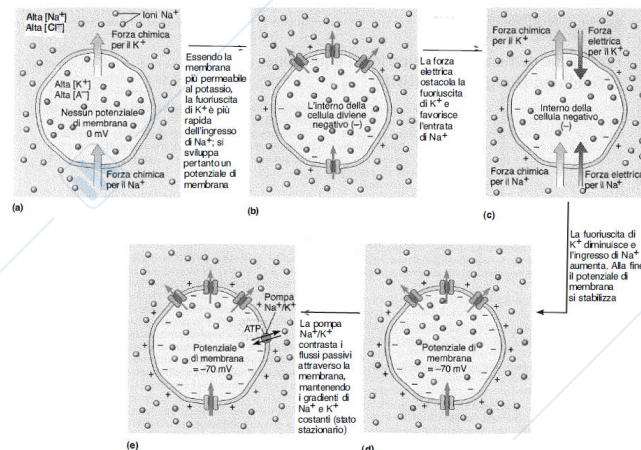 Alta [Na⁺]
Alta [Cl⁻]
Ioni Na⁺
Forza chimica
per il K⁺
Alta [K⁺]
Alta [A⁻]
Nessun potenziale
di membrana
0 mV
Forza chimica
per il Na⁺
(a)
Essendo la
membrana
più permeabile
al potassio,
la fuoriuscita
di K⁺ è più
rapida
dell'ingresso
di Na⁺; si
sviluppa
pertanto un
potenziale di
membrana
L'interno della
cellula diviene
negativo (–)
(b)
La forza
elettrica
ostacola la
fuoriuscita
di K⁺ e
favorisce
l'entrata
di Na⁺
Forza chimica
per il K⁺
Forza
elettrica
per il K⁺
Interno della
cellula negativo
(–)
Forza chimica
per il Na⁺
Forza elettrica
per il Na⁺
(c)
La fuoriuscita di
K⁺ diminuisce e
l'ingresso di Na⁺
aumenta. Alla fine
il potenziale di
membrana
si stabilizza
Potenziale di
membrana
= –70 mV
(d)
La pompa
Na⁺/K⁺
contrasta i
flussi passivi
attraverso la
membrana,
mantenendo
i gradienti di
Na⁺ e K⁺
costanti (stato
stazionario)
Pompa
Na⁺/K⁺
ATP
Potenziale
di membrana
= –70 mV
(e)